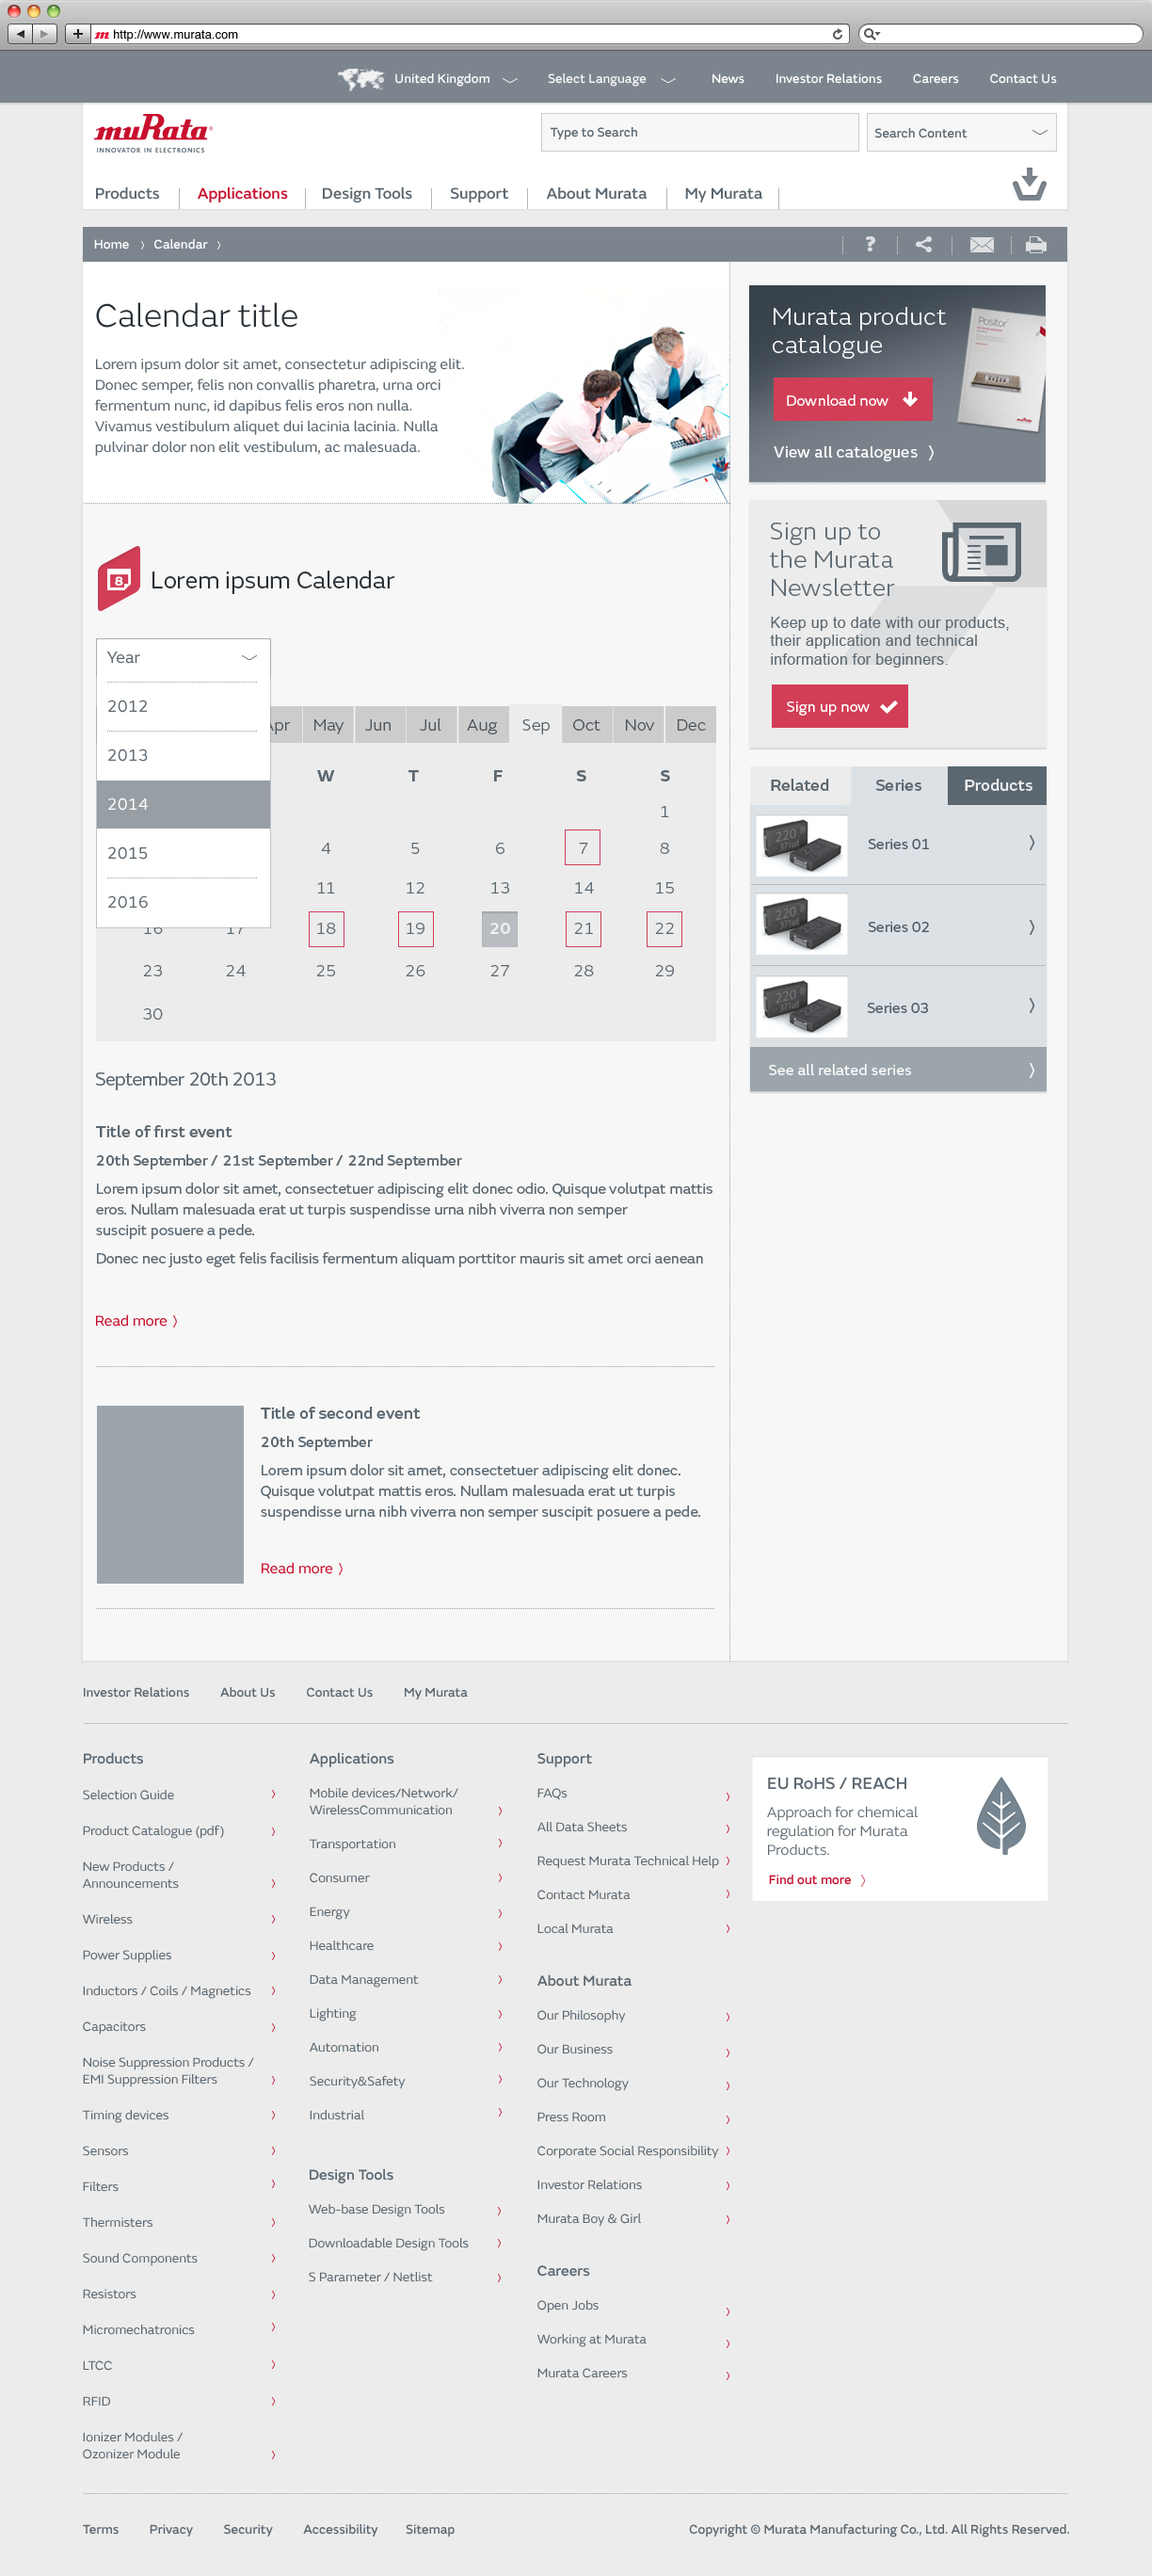 http://www.murata.com
United Kingdom
Select Language
News
Investor Relations
Careers
Contact Us
muRata
INNOVATOR IN ELECTRONICS
Type to Search
Search Content
Products
Applications
Design Tools
Support
About Murata
My Murata
Home
Calendar
Calendar title
Lorem ipsum dolor sit amet, consectetur adipiscing elit.
Donec semper, felis non convallis pharetra, urna orci
fermentum nunc, id dapibus felis eros non nulla.
Vivamus vestibulum aliquet dui lacinia lacinia. Nulla
pulvinar dolor non elit vestibulum, ac malesuada.
Murata product
catalogue
Download now
View all catalogues
Sign up to
the Murata
Newsletter
Keep up to date with our products,
their application and technical
information for beginners.
Sign up now
8
Lorem ipsum Calendar
Year
2012
2013
2014
2015
2016
Apr May Jun Jul Aug Sep Oct Nov Dec
W T F S S
1
4 5 6 7 8
11 12 13 14 15
16 17 18 19 20 21 22
23 24 25 26 27 28 29
30
Related
Series
Products
220
Series 01
220
Series 02
220
Series 03
See all related series
September 20th 2013
Title of first event
20th September / 21st September / 22nd September
Lorem ipsum dolor sit amet, consectetuer adipiscing elit donec odio. Quisque volutpat mattis
eros. Nullam malesuada erat ut turpis suspendisse urna nibh viverra non semper
suscipit posuere a pede.
Donec nec justo eget felis facilisis fermentum aliquam porttitor mauris sit amet orci aenean
Read more
Title of second event
20th September
Lorem ipsum dolor sit amet, consectetuer adipiscing elit donec.
Quisque volutpat mattis eros. Nullam malesuada erat ut turpis
suspendisse urna nibh viverra non semper suscipit posuere a pede.
Read more
Investor Relations
About Us
Contact Us
My Murata
Products
Selection Guide
Product Catalogue (pdf)
New Products /
Announcements
Wireless
Power Supplies
Inductors / Coils / Magnetics
Capacitors
Noise Suppression Products /
EMI Suppression Filters
Timing devices
Sensors
Filters
Thermisters
Sound Components
Resistors
Micromechatronics
LTCC
RFID
Ionizer Modules /
Ozonizer Module
Applications
Mobile devices/Network/
WirelessCommunication
Transportation
Consumer
Energy
Healthcare
Data Management
Lighting
Automation
Security&Safety
Industrial
Design Tools
Web-base Design Tools
Downloadable Design Tools
S Parameter / Netlist
Support
FAQs
All Data Sheets
Request Murata Technical Help
Contact Murata
Local Murata
About Murata
Our Philosophy
Our Business
Our Technology
Press Room
Corporate Social Responsibility
Investor Relations
Murata Boy & Girl
Careers
Open Jobs
Working at Murata
Murata Careers
EU RoHS / REACH
Approach for chemical
regulation for Murata
Products.
Find out more
Terms
Privacy
Security
Accessibility
Sitemap
Copyright © Murata Manufacturing Co., Ltd. All Rights Reserved.